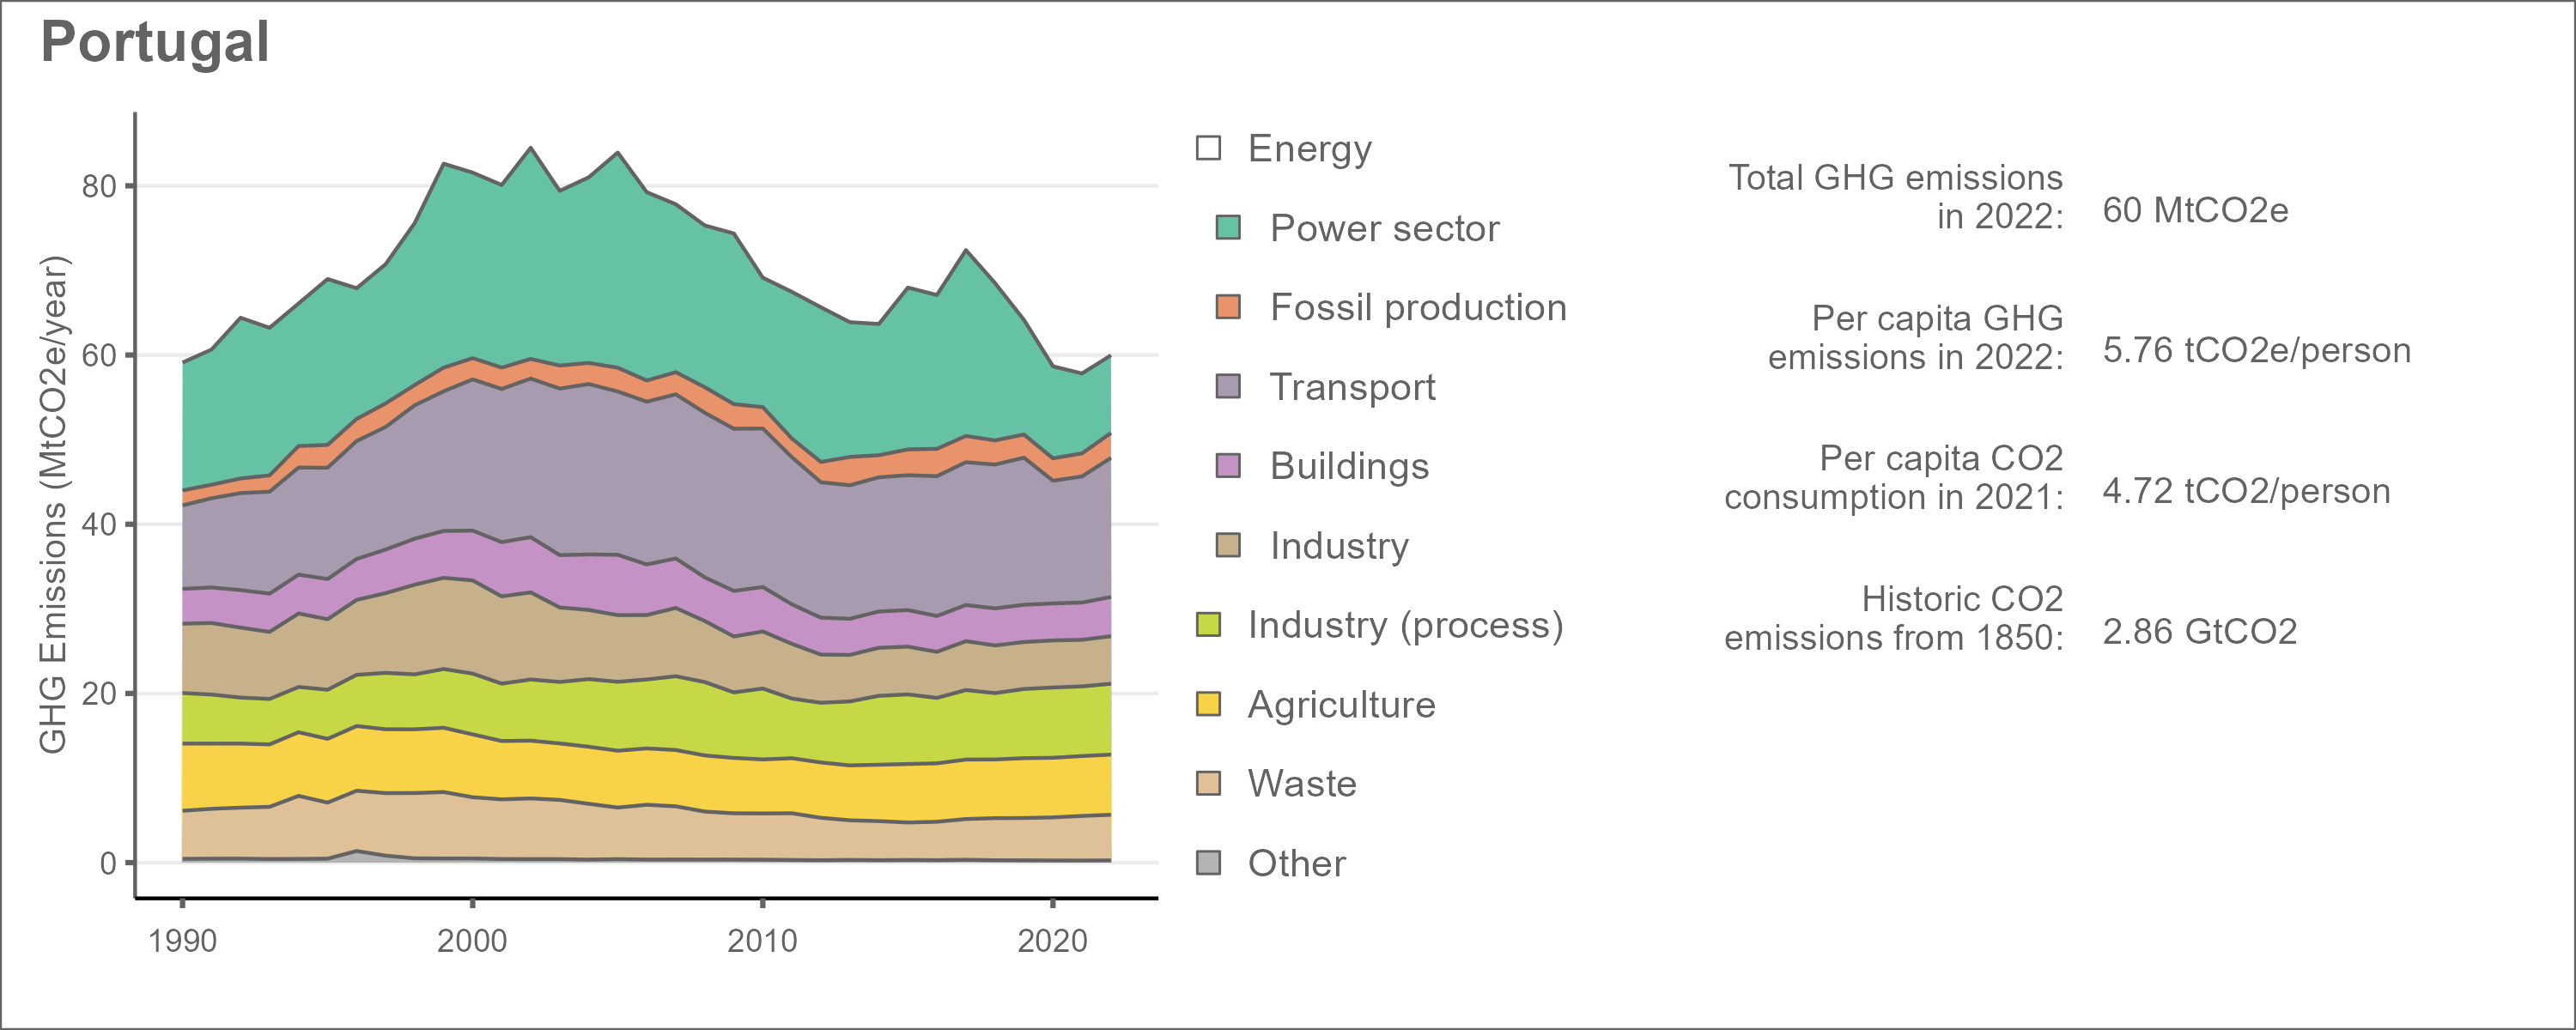 Portugal
GHG Emissions (MtCO2e/year)
80
60
40
20
0
1990
2000
2010
2020
Energy
Power sector
Fossil production
Transport
Buildings
Industry
Industry (process)
Agriculture
Waste
Other
Total GHG emissions
in 2022:
60 MtCO2e
Per capita GHG
emissions in 2022:
5.76 tCO2e/person
Per capita CO2
consumption in 2021:
4.72 tCO2/person
Historic CO2
emissions from 1850:
2.86 GtCO2